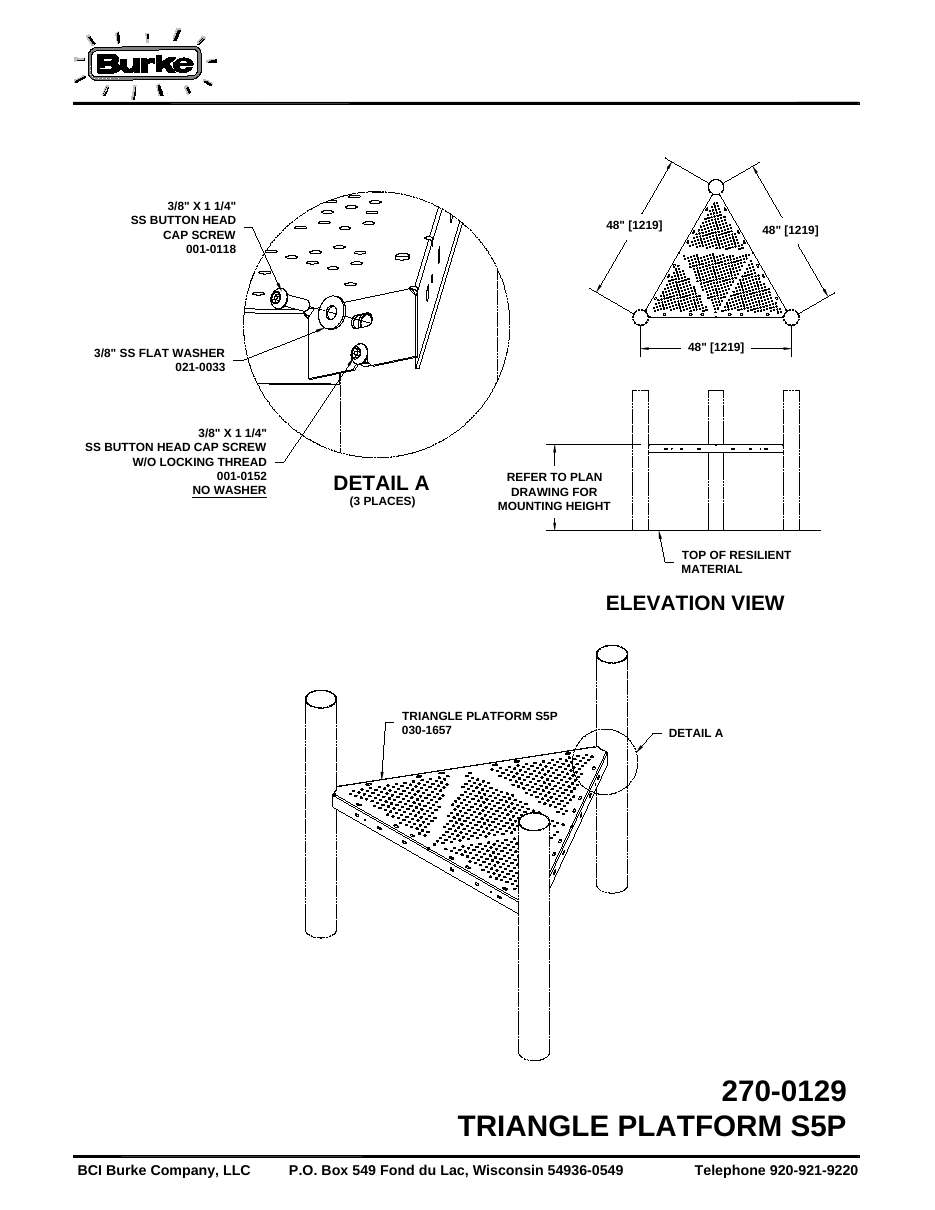 Burke
3/8" X 1 1/4"
SS BUTTON HEAD
CAP SCREW
001-0118
3/8" SS FLAT WASHER
021-0033
3/8" X 1 1/4"
SS BUTTON HEAD CAP SCREW
W/O LOCKING THREAD
001-0152
NO WASHER
DETAIL A
(3 PLACES)
48" [1219]
48" [1219]
48" [1219]
REFER TO PLAN
DRAWING FOR
MOUNTING HEIGHT
TOP OF RESILIENT
MATERIAL
ELEVATION VIEW
TRIANGLE PLATFORM S5P
030-1657
DETAIL A
270-0129
TRIANGLE PLATFORM S5P
BCI Burke Company, LLC P.O. Box 549 Fond du Lac, Wisconsin 54936-0549 Telephone 920-921-9220